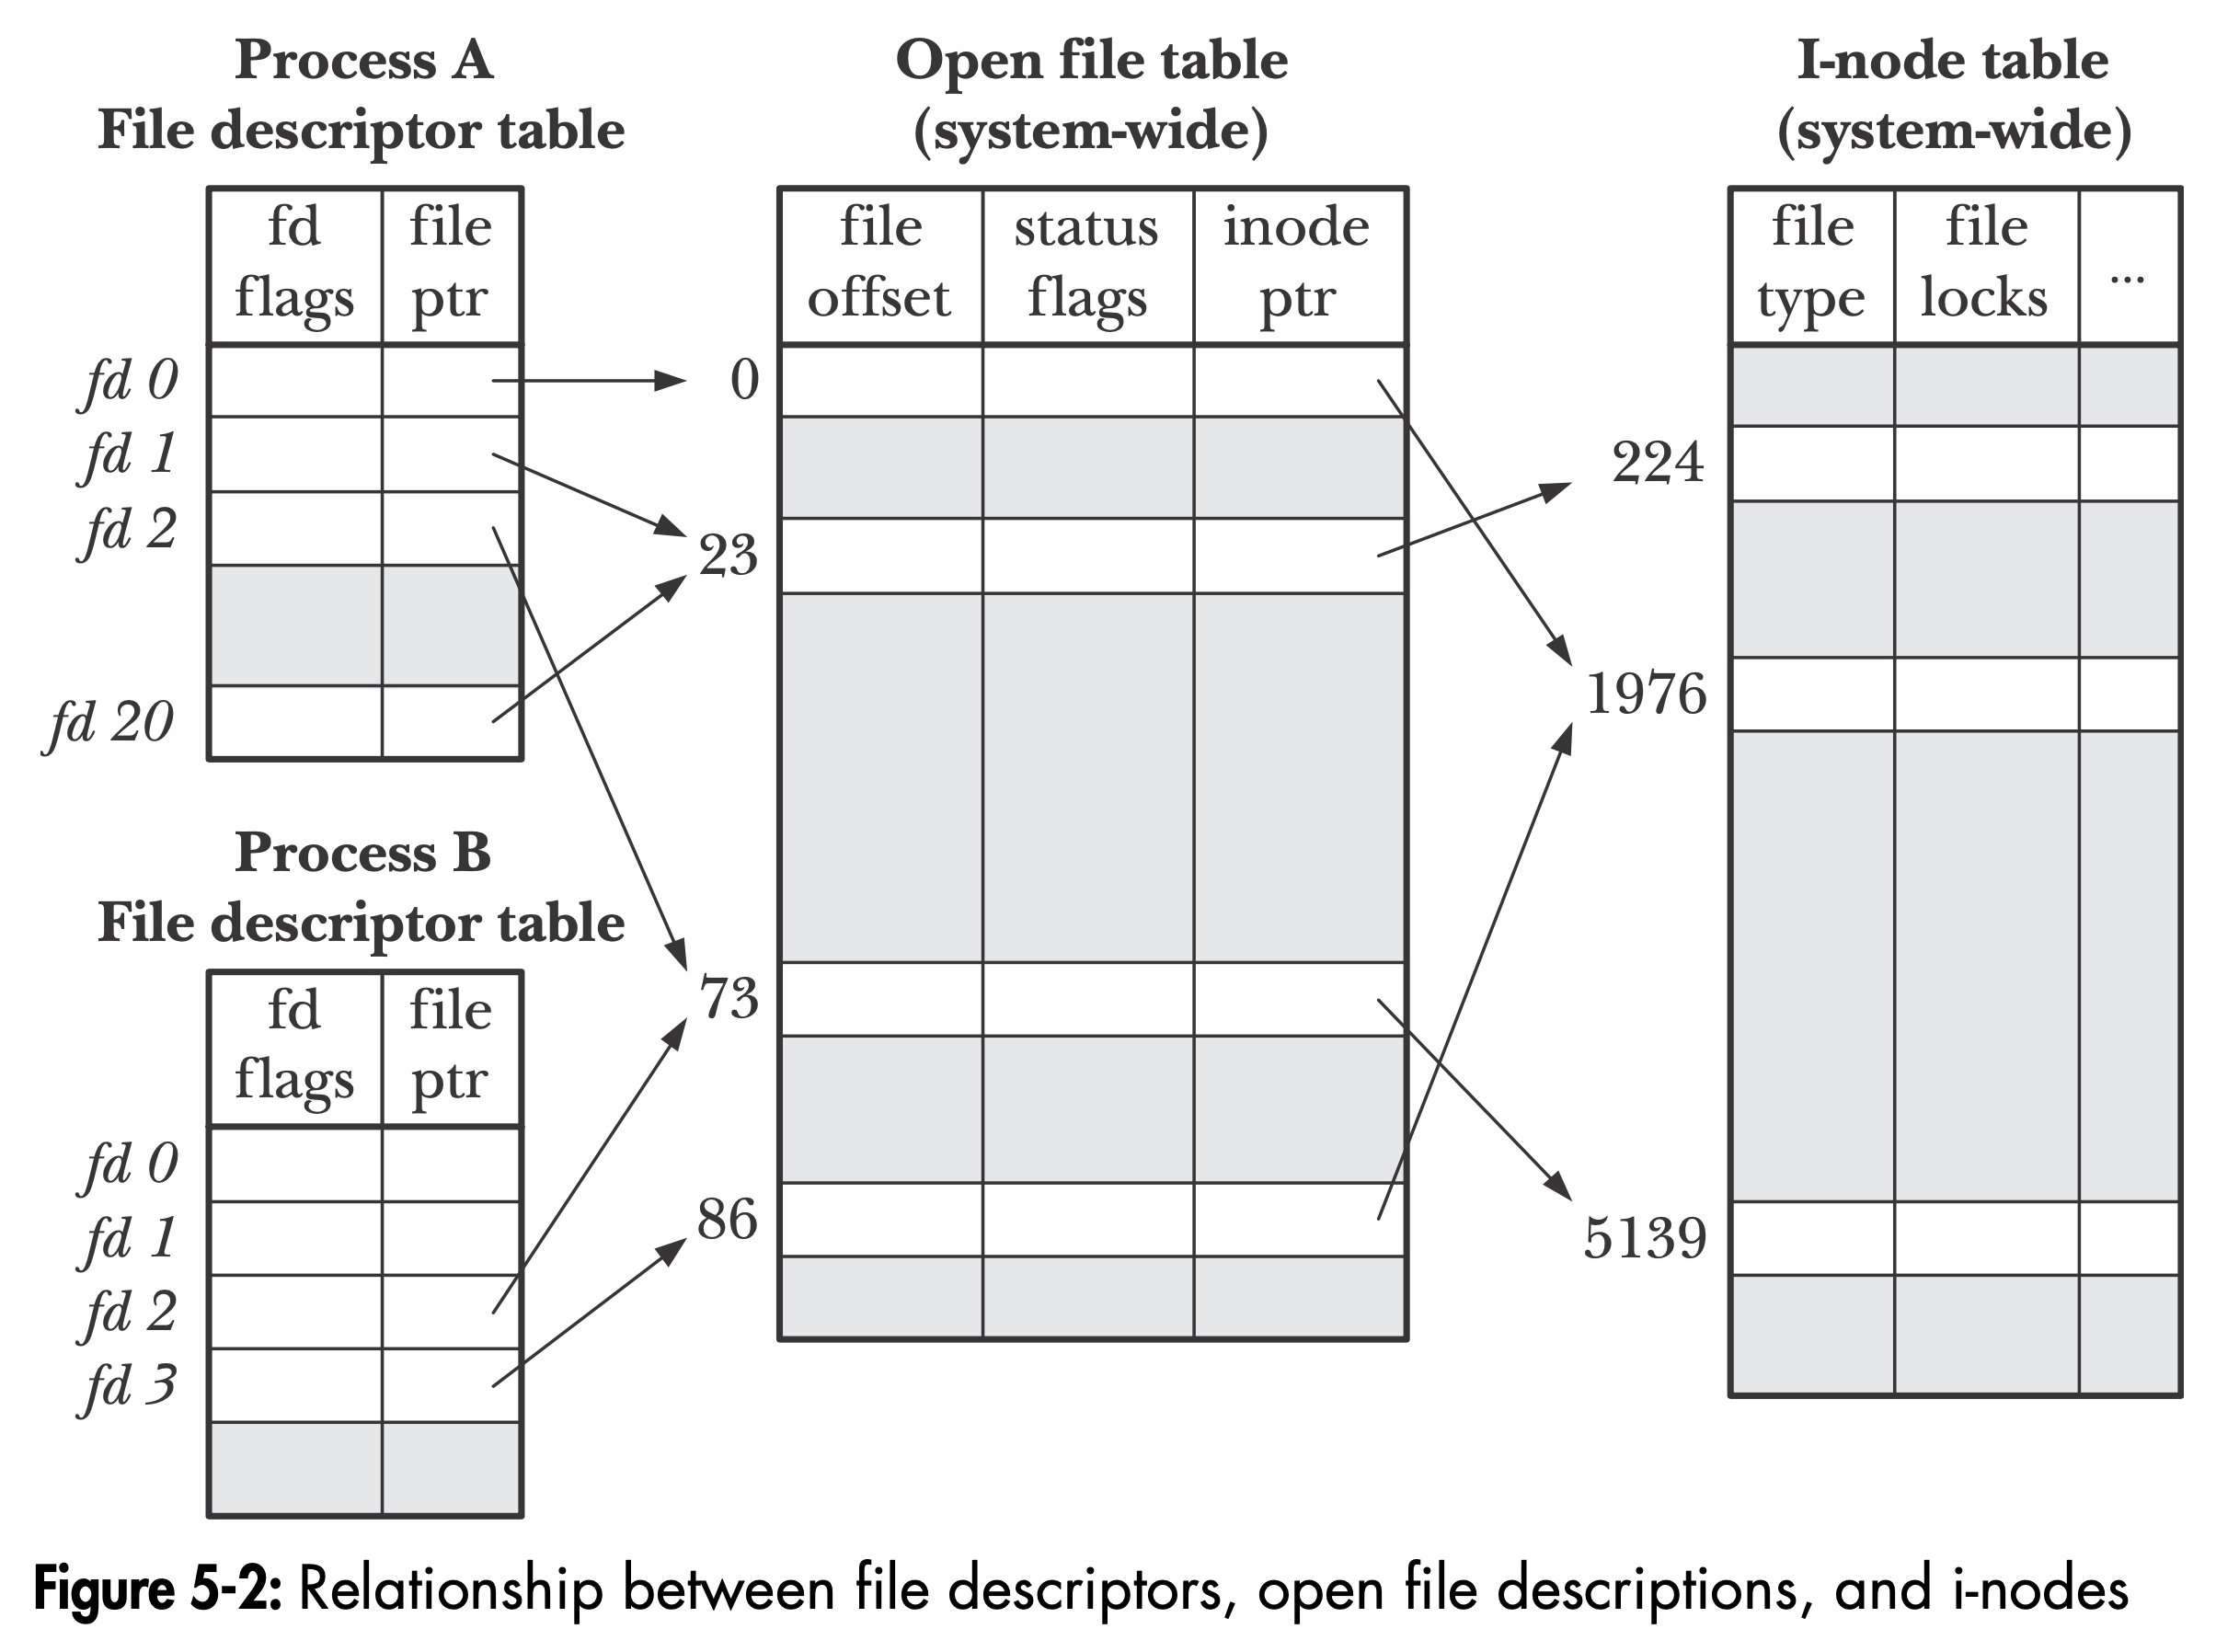 Process A
File descriptor table
fd flags
file ptr
fd 0
fd 1
fd 2
fd 20
Process B
File descriptor table
fd flags
file ptr
fd 0
fd 1
fd 2
fd 3
Open file table
(system-wide)
file offset
status flags
inode ptr
0
23
73
86
I-node table
(system-wide)
file type
file locks
...
224
1976
5139
Figure 5-2: Relationship between file descriptors, open file descriptions, and i-nodes